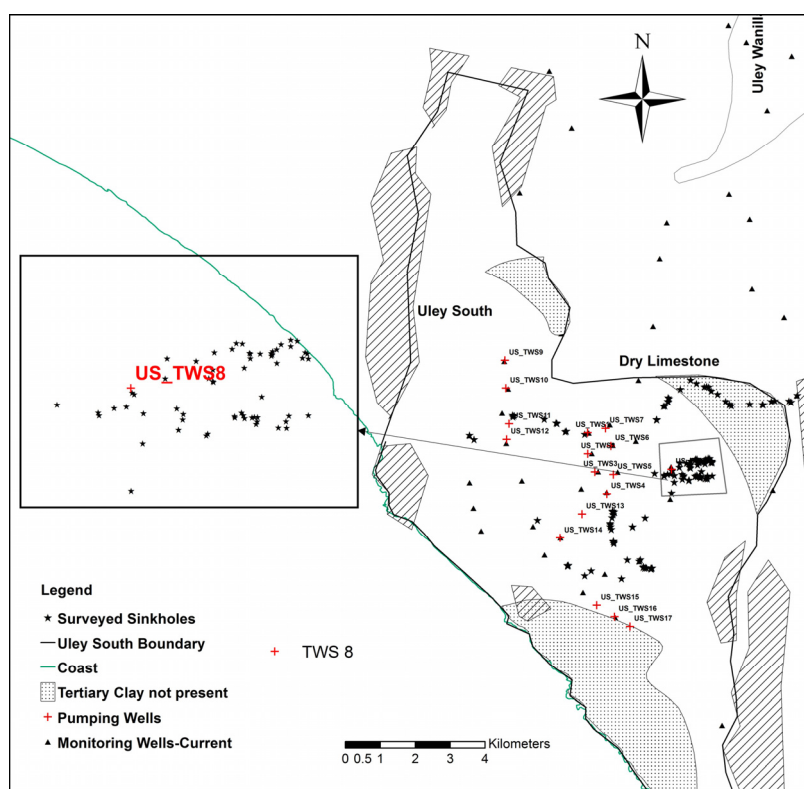 Uley Wanilla
N
Uley South
US_TWS9
Dry Limestone
US_TWS8
US_TWS10
US_TWS11
US_TWS7
US_TWS12
US_TWS6
US_TWS3
US_TWS5
US_TWS4
US_TWS13
US_TWS14
US_TWS15
US_TWS16
US_TWS17
Legend
Surveyed Sinkholes
Uley South Boundary
Coast
Tertiary Clay not present
Pumping Wells
Monitoring Wells-Current
TWS 8
Kilometers
0 0.5 1 2 3 4